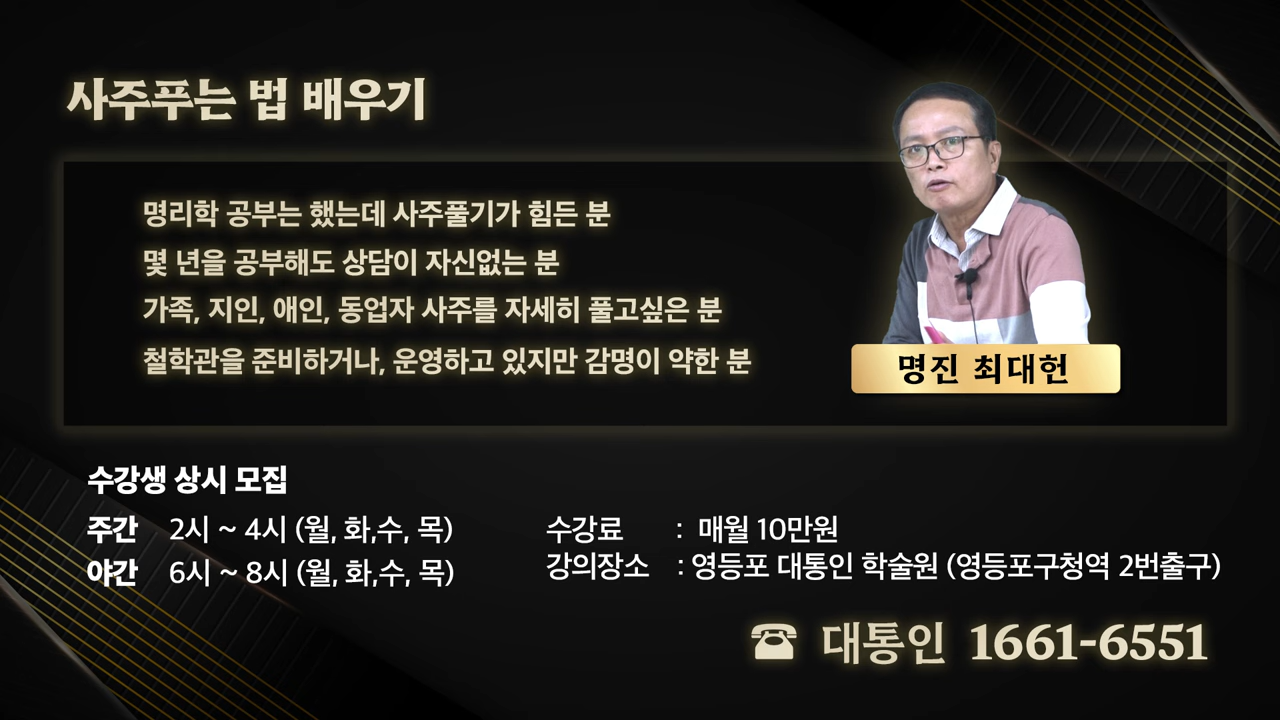 사주푸는 법 배우기
명리학 공부는 했는데 사주풀기가 힘든 분
몇 년을 공부해도 상담이 자신없는 분
가족, 지인, 애인, 동업자 사주를 자세히 풀고싶은 분
철학관을 준비하거나, 운영하고 있지만 감명이 약한 분
명진 최대헌
수강생 상시 모집
주간 2시 ~ 4시 (월, 화,수, 목)
야간 6시 ~ 8시 (월, 화,수, 목)
수강료 : 매월 10만원
강의장소 : 영등포 대통인 학술원 (영등포구청역 2번출구)
☎ 대통인 1661-6551